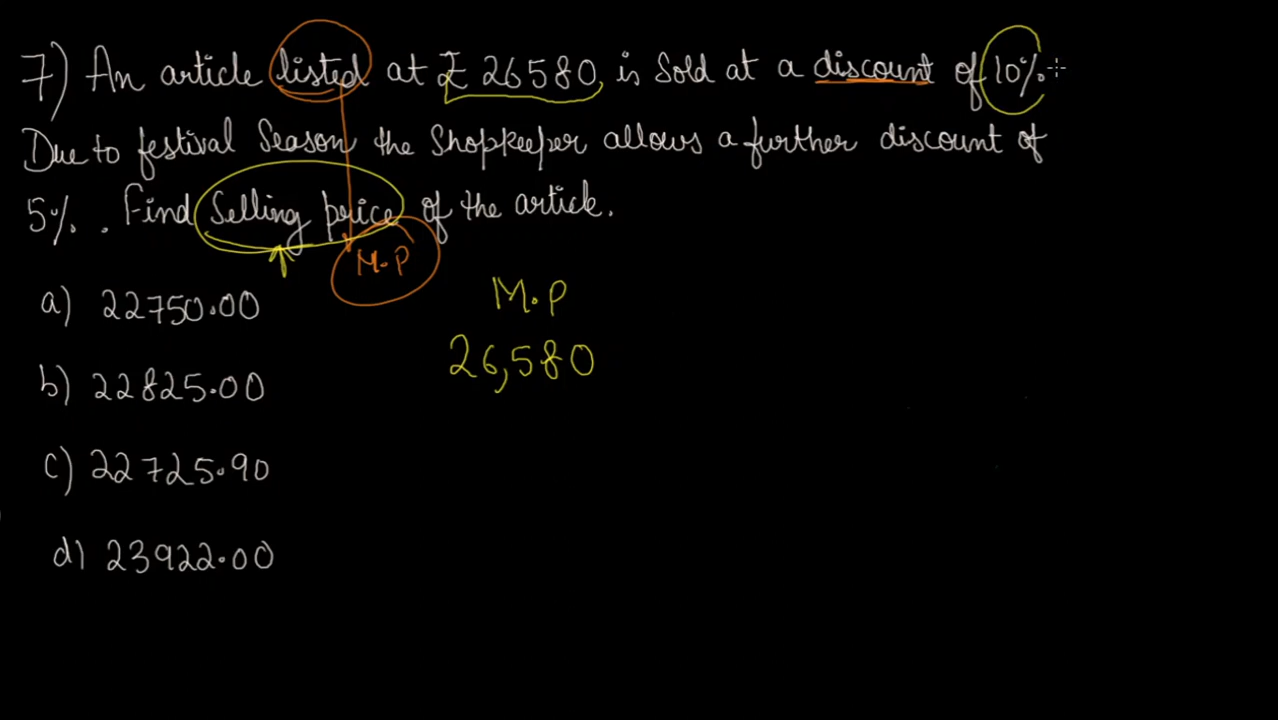 7) An article listed at ₹ 26580 is sold at a discount of 10%.
Due to festival Season the Shopkeeper allows a further discount of
5%. Find Selling price of the article.
M.P
a) 22750.00
M.P
26,580
b) 22825.00
c) 22725.90
d) 23922.00